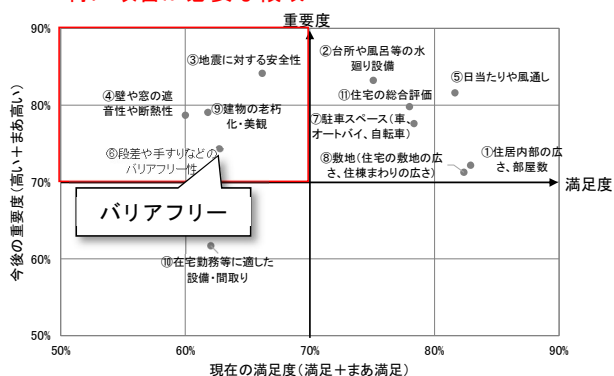 重要度
90%
80%
70%
60%
50%
今後の重要度(高い+まあ高い)
③地震に対する安全性
②台所や風呂等の水
廻り設備
⑤日当たりや風通し
④壁や窓の遮
音性や断熱性
⑪住宅の総合評価
⑨建物の老朽
化・美観
⑦駐車スペース(車、
オートバイ、自転車)
⑥段差や手すりなどの
バリアフリー性
⑧敷地(住宅の敷地の広
さ、住棟まわりの広さ)
①住居内部の広
さ、部屋数
満足度
バリアフリー
⑩在宅勤務等に適した
設備・間取り
50%
60%
70%
80%
90%
現在の満足度(満足+まあ満足)